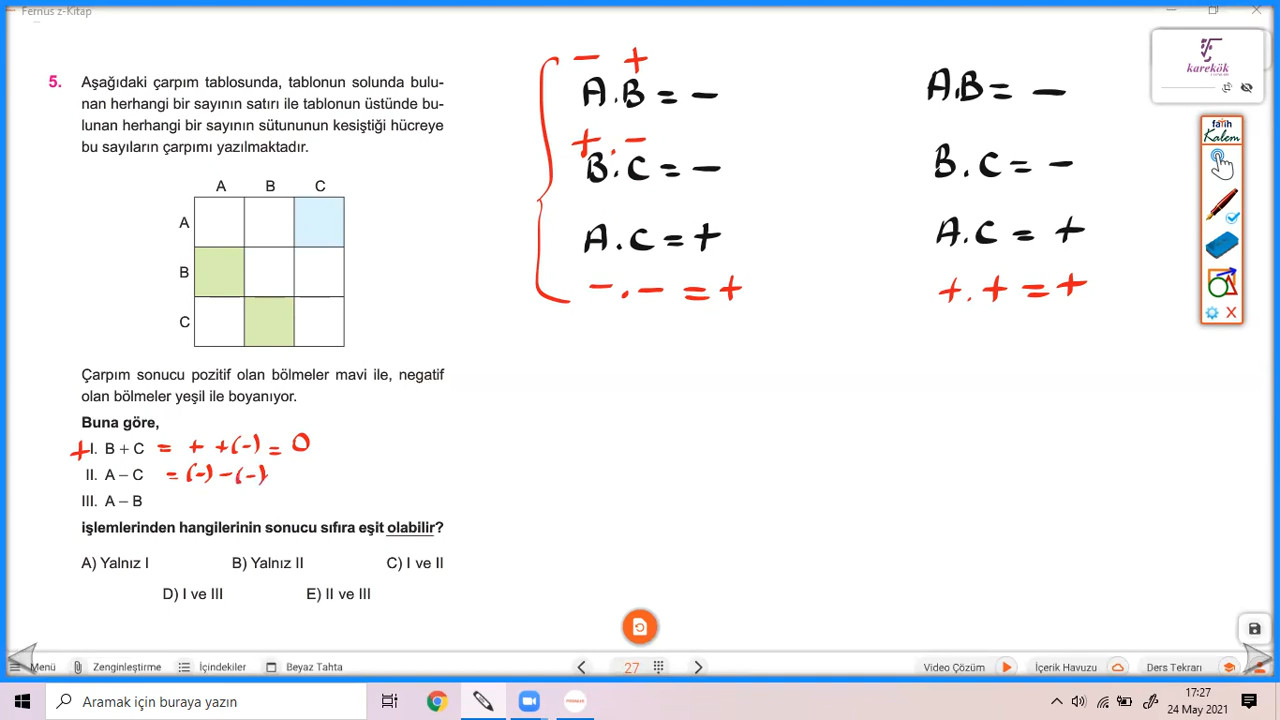 Fernus z-Kitap
5. Aşağıdaki çarpım tablosunda, tablonun solunda bulu-
nan herhangi bir sayının satırı ile tablonun üstünde bu-
lunan herhangi bir sayının sütununun kesiştiği hücreye
bu sayıların çarpımı yazılmaktadır.
A B C
A
B
C
Çarpım sonucu pozitif olan bölmeler mavi ile, negatif
olan bölmeler yeşil ile boyanıyor.
Buna göre,
+ I. B + C = + +(-) = 0
II. A – C = (-) - (-)
III. A – B
işlemlerinden hangilerinin sonucu sıfıra eşit olabilir?
A) Yalnız I B) Yalnız II C) I ve II
D) I ve III E) II ve III
- +
A.B = -
+ . -
B.C = -
A.C = +
- . - = +
A.B = -
B.C = -
A.C = +
+ . + = +
karekök
fatih
Kalem
Menü Zenginleştirme İçindekiler Beyaz Tahta 27 Video Çözüm İçerik Havuzu Ders Tekrarı
Aramak için buraya yazın
17:27
24 May 2021